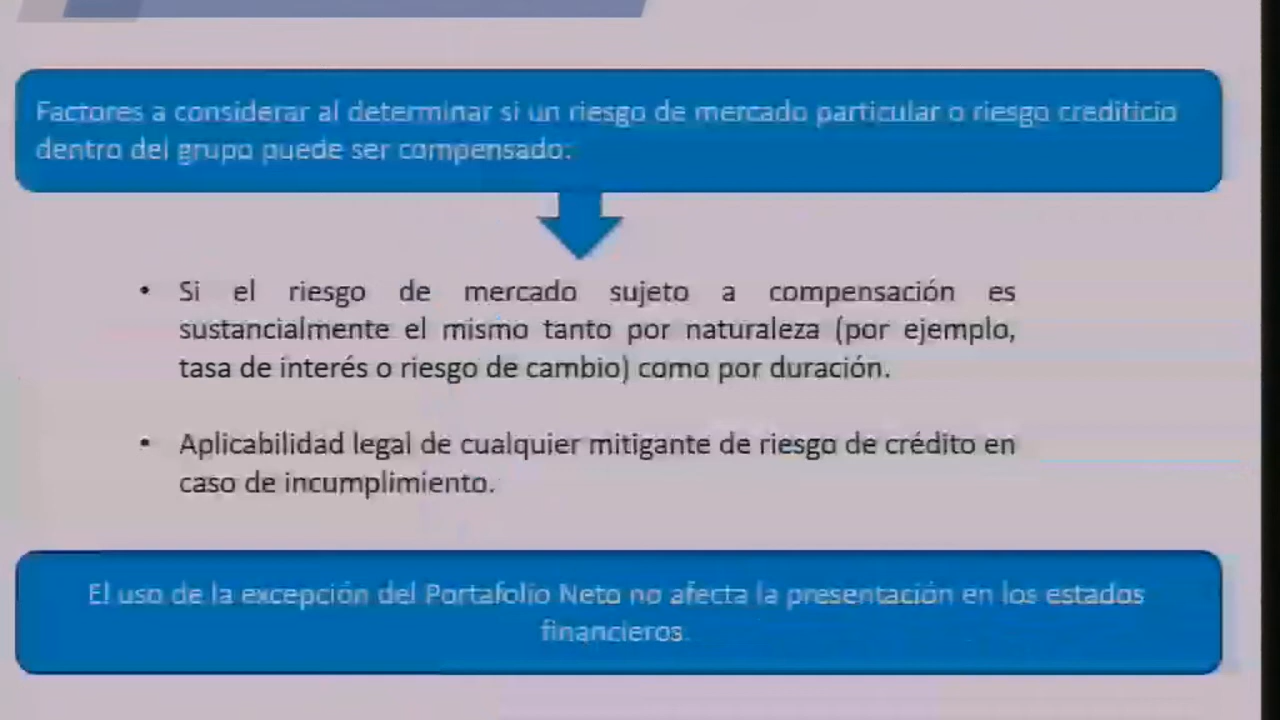 Factores a considerar al determinar si un riesgo de mercado particular o riesgo crediticio
dentro del grupo puede ser compensado:
• Si el riesgo de mercado sujeto a compensación es
sustancialmente el mismo tanto por naturaleza (por ejemplo,
tasa de interés o riesgo de cambio) como por duración.
• Aplicabilidad legal de cualquier mitigante de riesgo de crédito en
caso de incumplimiento.
El uso de la excepción del Portafolio Neto no afecta la presentación en los estados
financieros.